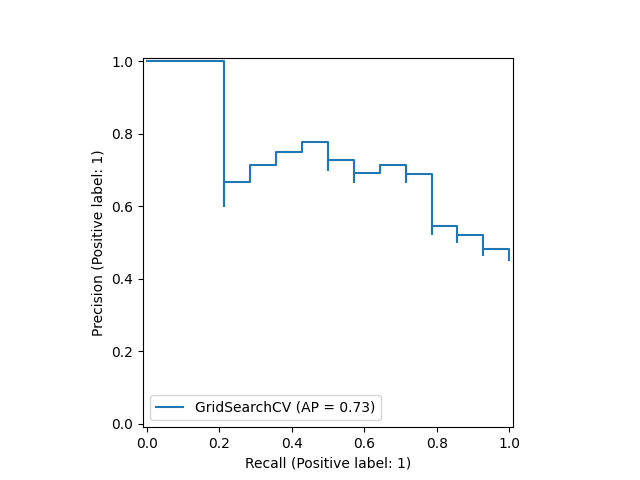 1.0
0.8
0.6
0.4
0.2
0.0
Precision (Positive label: 1)
GridSearchCV (AP = 0.73)
0.0 0.2 0.4 0.6 0.8 1.0
Recall (Positive label: 1)